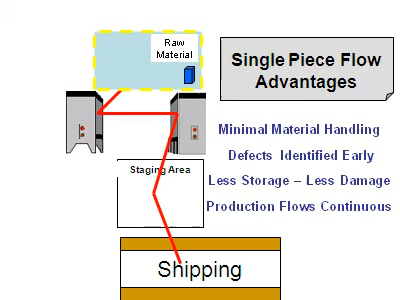 Raw
Material
Single Piece Flow
Advantages
Minimal Material Handling
Defects Identified Early
Staging Area
Less Storage – Less Damage
Production Flows Continuous
Shipping